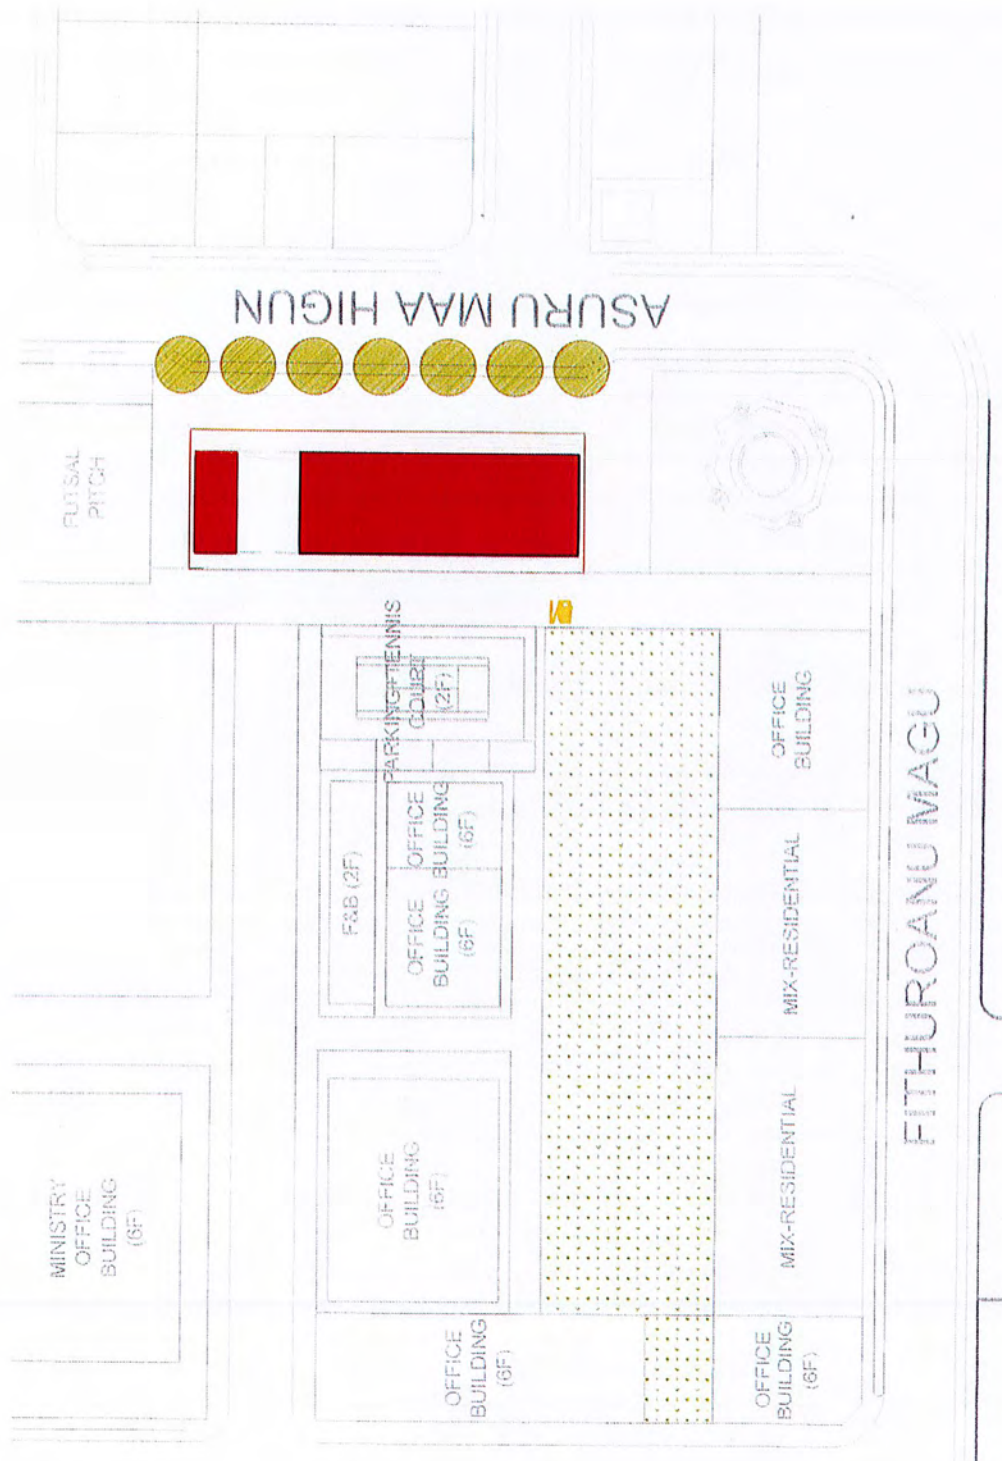 ASURU MAA HIGUN
FUTSAL
PITCH
PARKING+TENNIS
COURT
(2F)
OFFICE
BUILDING
F&B (2F)
OFFICE
BUILDING
(6F)
OFFICE
BUILDING
(6F)
MIX-RESIDENTIAL
FITHUROANU MAGU
MINISTRY
OFFICE
BUILDING
(6F)
OFFICE
BUILDING
(6F)
MIX-RESIDENTIAL
OFFICE
BUILDING
(6F)
OFFICE
BUILDING
(6F)